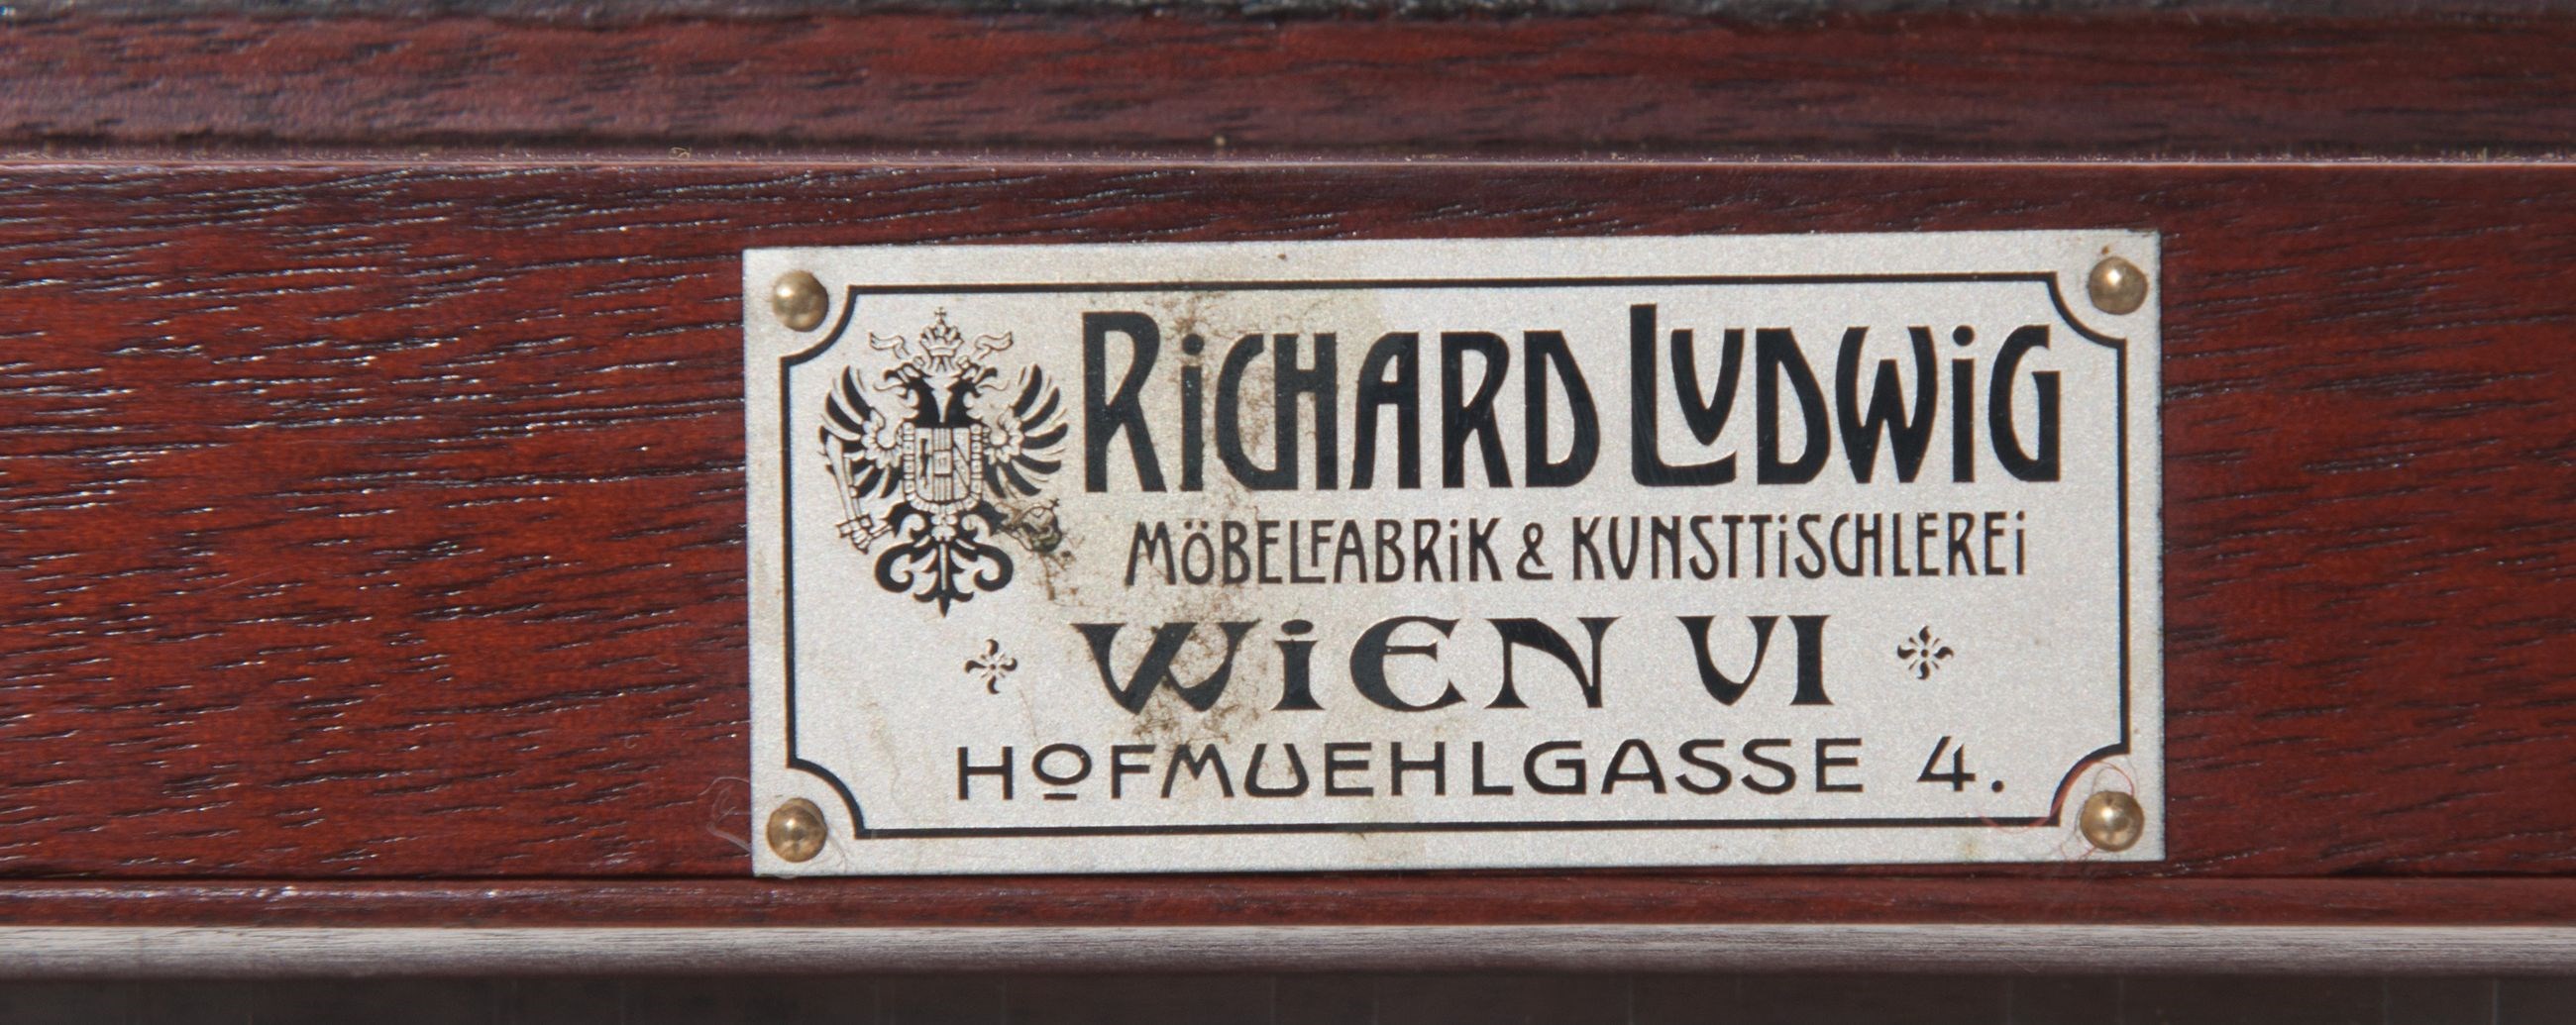 RiCHARD LUDWiG
MÖBELFABRiK & KUNSTTiSCHLEREi
WiEN VI
HOFMUEHLGASSE 4.